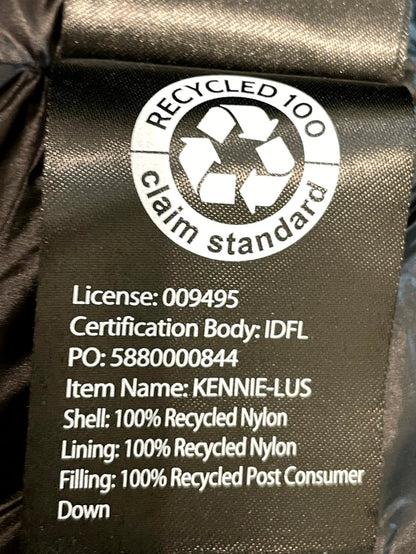 RECYCLED 100
claim standard
License: 009495
Certification Body: IDFL
PO: 5880000844
Item Name: KENNIE-LUS
Shell: 100% Recycled Nylon
Lining: 100% Recycled Nylon
Filling: 100% Recycled Post Consumer
Down